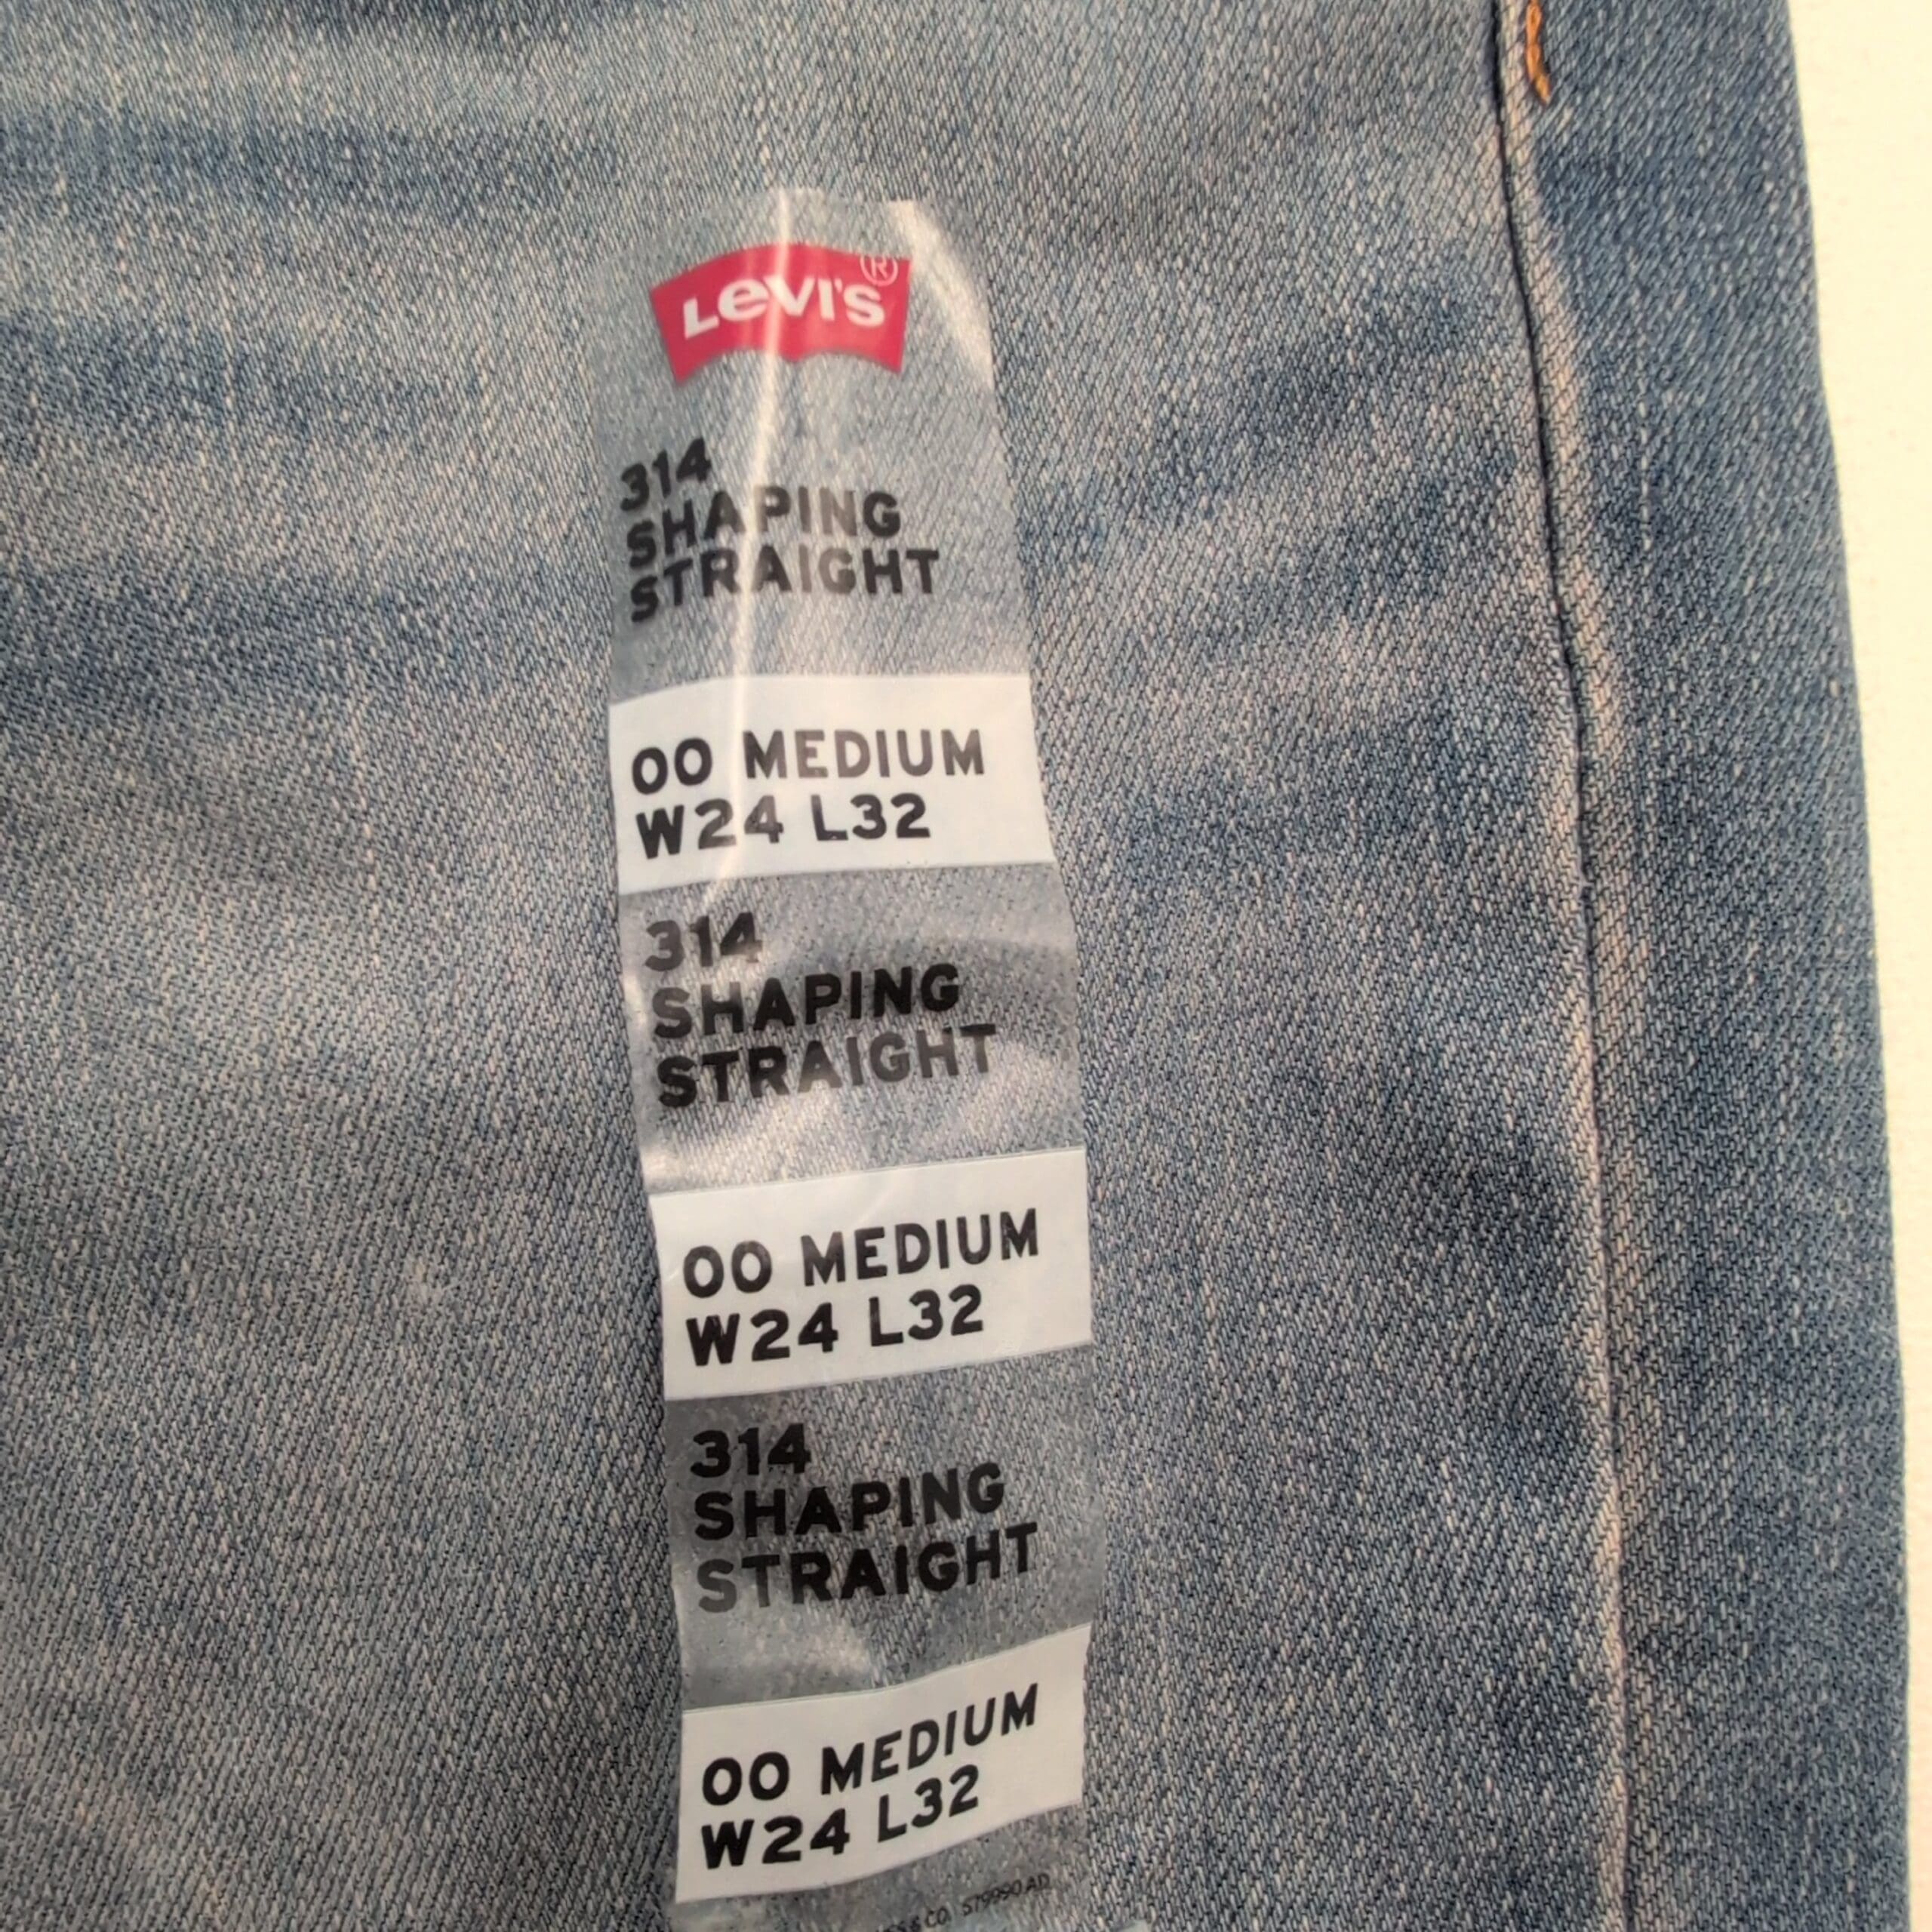 Levi's®
314
SHAPING
STRAIGHT
00 MEDIUM
W24 L32
314
SHAPING
STRAIGHT
00 MEDIUM
W24 L32
314
SHAPING
STRAIGHT
00 MEDIUM
W24 L32
& CO